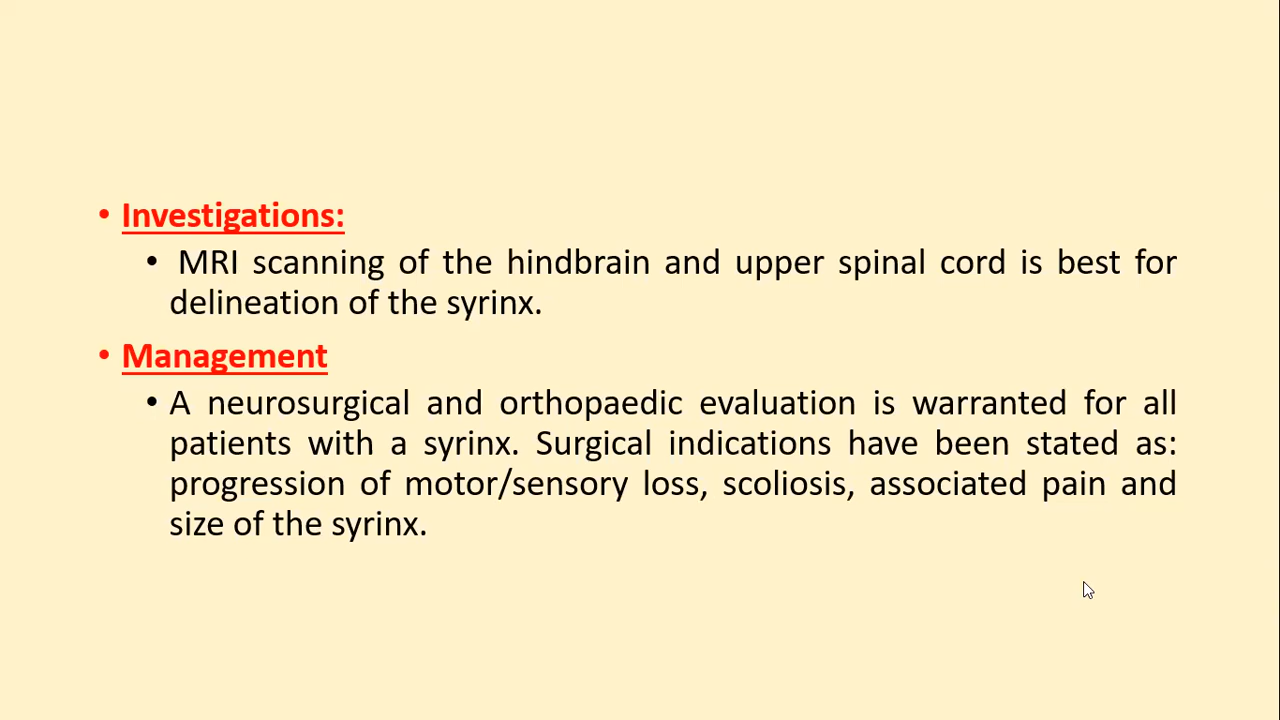 • Investigations:
• MRI scanning of the hindbrain and upper spinal cord is best for
delineation of the syrinx.
• Management
• A neurosurgical and orthopaedic evaluation is warranted for all
patients with a syrinx. Surgical indications have been stated as:
progression of motor/sensory loss, scoliosis, associated pain and
size of the syrinx.